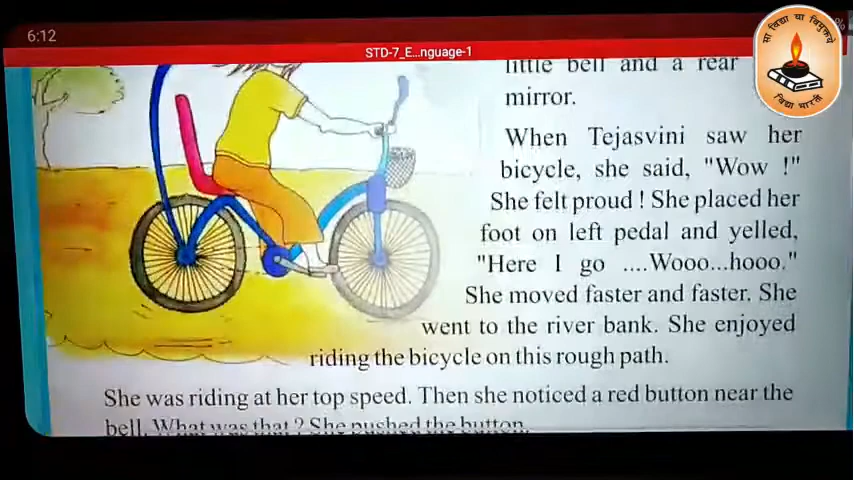 6:12
STD-7_E...nguage-1
little bell and a rear
mirror.
When Tejasvini saw her
bicycle, she said, "Wow !"
She felt proud ! She placed her
foot on left pedal and yelled,
"Here I go ....Wooo...hooo."
She moved faster and faster. She
went to the river bank. She enjoyed
riding the bicycle on this rough path.
She was riding at her top speed. Then she noticed a red button near the
bell. What was that ? She pushed the button.
सा विद्या या विमुक्तये
विद्या भारती